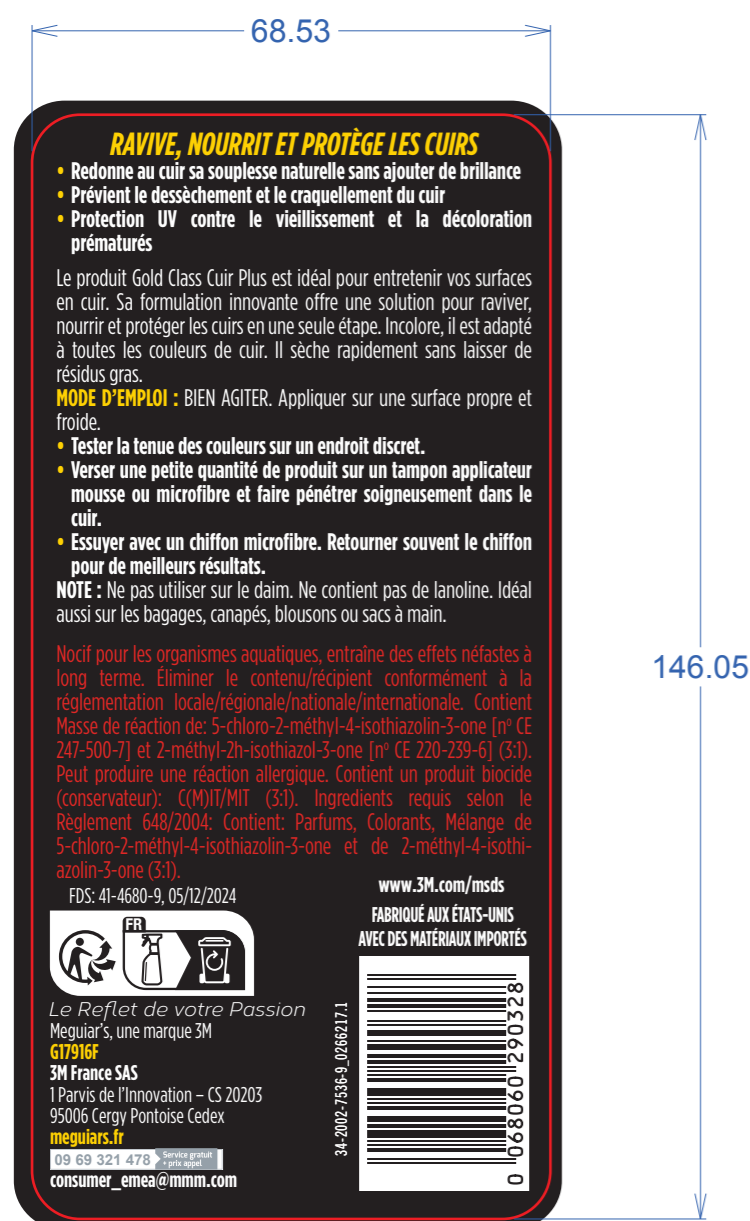 68.53
RAVIVE, NOURRIT ET PROTÈGE LES CUIRS
• Redonne au cuir sa souplesse naturelle sans ajouter de brillance
• Prévient le dessèchement et le craquellement du cuir
• Protection UV contre le vieillissement et la décoloration
prématurés
Le produit Gold Class Cuir Plus est idéal pour entretenir vos surfaces
en cuir. Sa formulation innovante offre une solution pour raviver,
nourrir et protéger les cuirs en une seule étape. Incolore, il est adapté
à toutes les couleurs de cuir. Il sèche rapidement sans laisser de
résidus gras.
MODE D’EMPLOI : BIEN AGITER. Appliquer sur une surface propre et
froide.
• Tester la tenue des couleurs sur un endroit discret.
• Verser une petite quantité de produit sur un tampon applicateur
mousse ou microfibre et faire pénétrer soigneusement dans le
cuir.
• Essuyer avec un chiffon microfibre. Retourner souvent le chiffon
pour de meilleurs résultats.
NOTE : Ne pas utiliser sur le daim. Ne contient pas de lanoline. Idéal
aussi sur les bagages, canapés, blousons ou sacs à main.
146.05
Nocif pour les organismes aquatiques, entraîne des effets néfastes à
long terme. Éliminer le contenu/récipient conformément à la
réglementation locale/régionale/nationale/internationale. Contient
Masse de réaction de: 5-chloro-2-méthyl-4-isothiazolin-3-one [nº CE
247-500-7] et 2-méthyl-2h-isothiazol-3-one [nº CE 220-239-6] (3:1).
Peut produire une réaction allergique. Contient un produit biocide
(conservateur): C(M)IT/MIT (3:1). Ingredients requis selon le
Règlement 648/2004: Contient: Parfums, Colorants, Mélange de
5-chloro-2-méthyl-4-isothiazolin-3-one et de 2-méthyl-4-isothi-
azolin-3-one (3:1).
FDS: 41-4680-9, 05/12/2024
www.3M.com/msds
FABRIQUÉ AUX ÉTATS-UNIS
AVEC DES MATÉRIAUX IMPORTÉS
FR
Le Reflet de votre Passion
Meguiar’s, une marque 3M
G17916F
3M France SAS
1 Parvis de l’Innovation – CS 20203
95006 Cergy Pontoise Cedex
meguiars.fr
09 69 321 478 Service gratuit
+ prix appel
consumer_emea@mmm.com
34-2002-7536-9_0266217.1
0 068060 290328